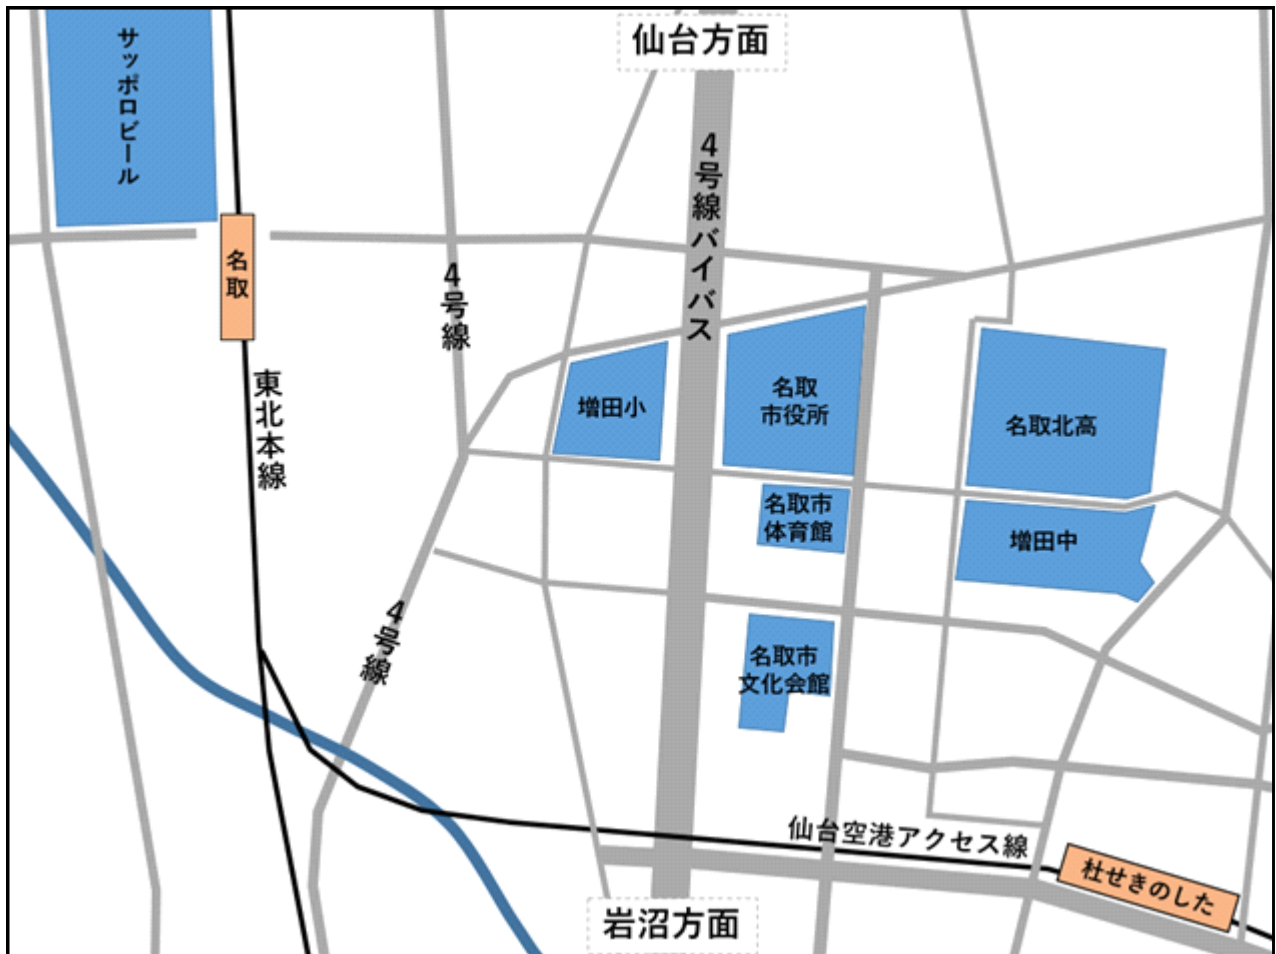 仙台方面
サッポロビール
4号線バイパス
名取
4号線
東北本線
増田小
名取
市役所
名取北高
名取市
体育館
増田中
4号線
名取市
文化会館
仙台空港アクセス線
杜せきのした
岩沼方面